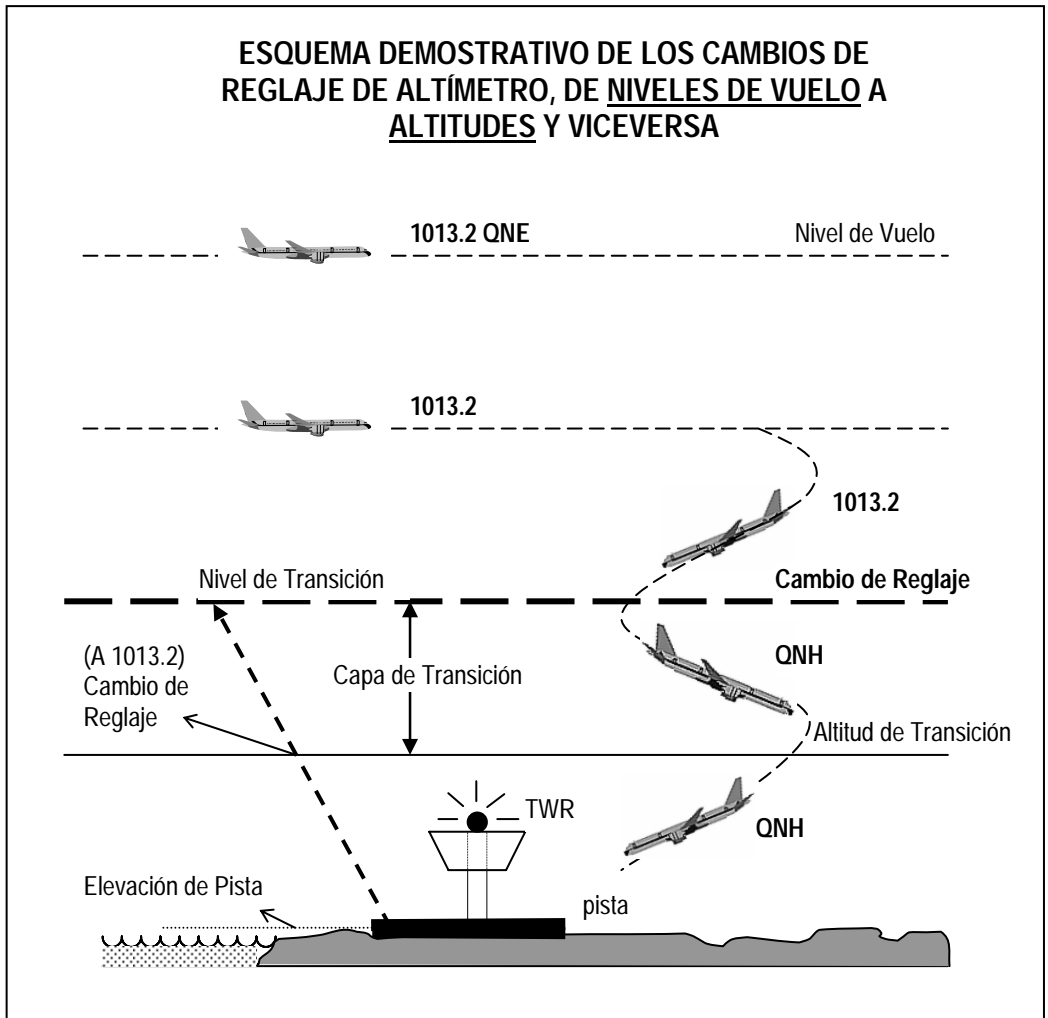 ESQUEMA DEMOSTRATIVO DE LOS CAMBIOS DE
REGLAJE DE ALTÍMETRO, DE NIVELES DE VUELO A
ALTITUDES Y VICEVERSA
1013.2 QNE
Nivel de Vuelo
1013.2
1013.2
Nivel de Transición
Cambio de Reglaje
(A 1013.2)
Cambio de
Reglaje
Capa de Transición
QNH
Altitud de Transición
TWR
QNH
Elevación de Pista
pista